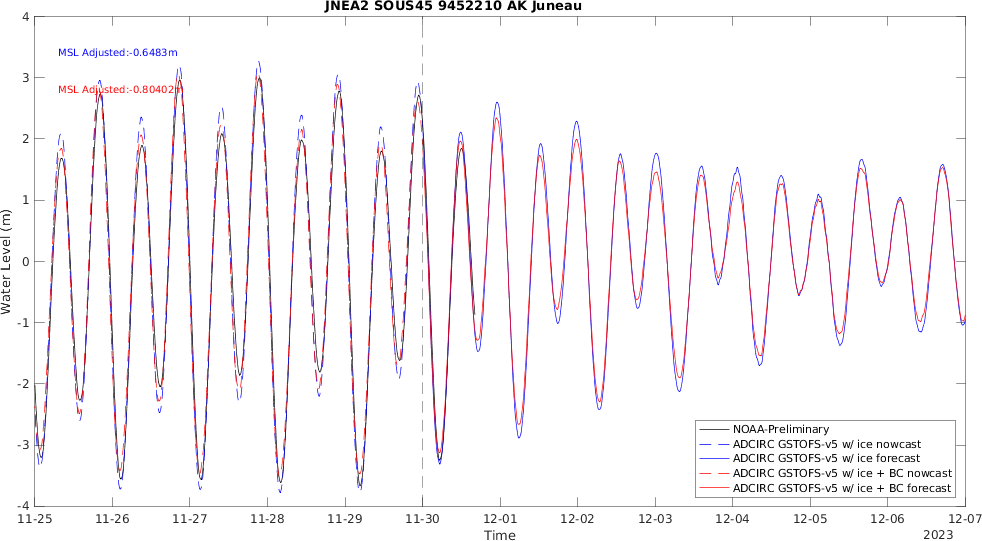 JNEA2 SOUS45 9452210 AK Juneau
MSL Adjusted:-0.6483m
MSL Adjusted:-0.80402m
Water Level (m)
4
3
2
1
0
-1
-2
-3
-4
NOAA-Preliminary
ADCIRC GSTOFS-v5 w/ ice nowcast
ADCIRC GSTOFS-v5 w/ ice forecast
ADCIRC GSTOFS-v5 w/ ice + BC nowcast
ADCIRC GSTOFS-v5 w/ ice + BC forecast
11-25 11-26 11-27 11-28 11-29 11-30 12-01 12-02 12-03 12-04 12-05 12-06 12-07
Time
2023